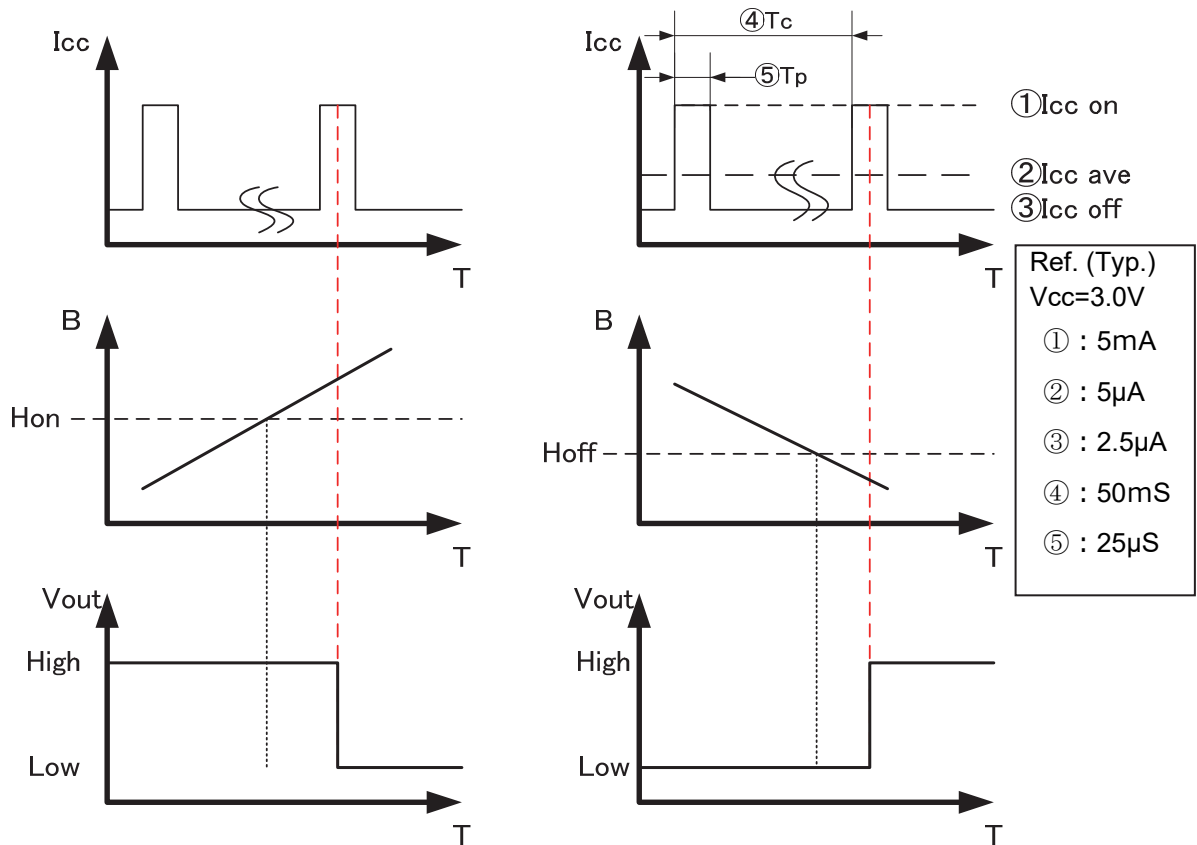 Icc
T
B
Hon
T
Vout
High
Low
T
④Tc
Icc
⑤Tp
①Icc on
②Icc ave
③Icc off
T
B
Hoff
T
Vout
High
Low
T
Ref. (Typ.)
Vcc=3.0V
①：5mA
②：5µA
③：2.5µA
④：50mS
⑤：25µS